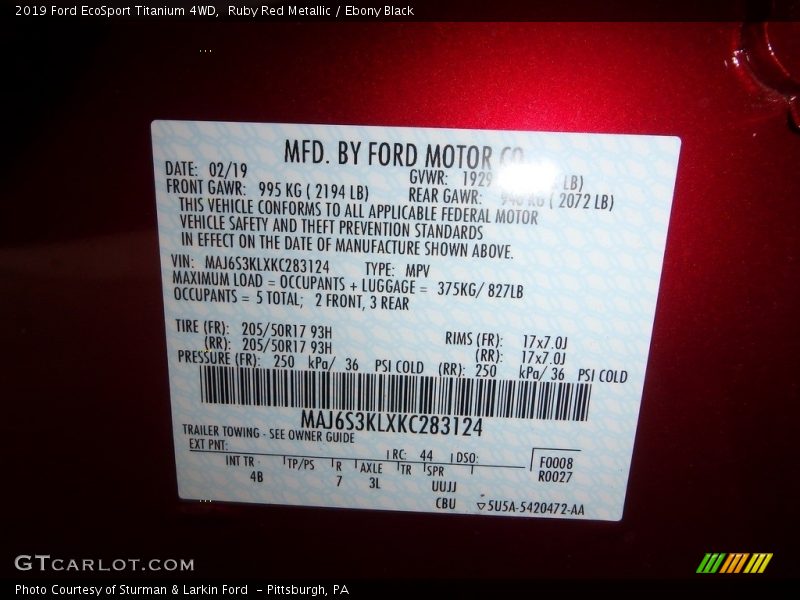 2019 Ford EcoSport Titanium 4WD,  Ruby Red Metallic / Ebony Black
MFD. BY FORD MOTOR CO.
DATE: 02/19
GVWR: 1929 LB)
FRONT GAWR: 995 KG ( 2194 LB)
REAR GAWR: 940 KG ( 2072 LB)
THIS VEHICLE CONFORMS TO ALL APPLICABLE FEDERAL MOTOR
VEHICLE SAFETY AND THEFT PREVENTION STANDARDS
IN EFFECT ON THE DATE OF MANUFACTURE SHOWN ABOVE.
VIN: MAJ6S3KLXKC283124 TYPE: MPV
MAXIMUM LOAD = OCCUPANTS + LUGGAGE = 375KG/ 827LB
OCCUPANTS = 5 TOTAL; 2 FRONT, 3 REAR
TIRE (FR): 205/50R17 93H RIMS (FR): 17x7.0J
(RR): 205/50R17 93H (RR): 17x7.0J
PRESSURE (FR): 250 kPa/ 36 PSI COLD (RR): 250 kPa/ 36 PSI COLD
MAJ6S3KLXKC283124
TRAILER TOWING - SEE OWNER GUIDE
EXT PNT: RC: 44 DSO:
INT TR TP/PS R AXLE TR SPR F0008
4B 7 3L UUJJ R0027
CBU ▽5U5A-5420472-AA
GTCARLOT.COM
Photo Courtesy of Sturman & Larkin Ford  - Pittsburgh, PA